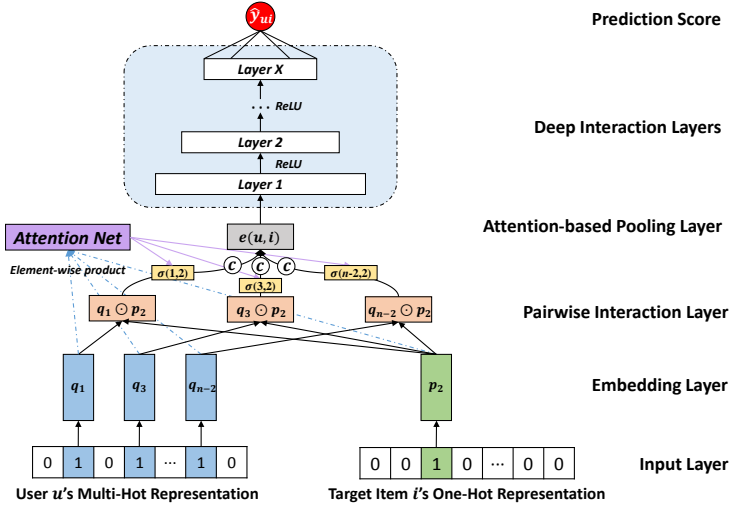 ŷ_ui
Prediction Score
Layer X
... ReLU
Layer 2
Deep Interaction Layers
ReLU
Layer 1
Attention Net
e(u, i)
Attention-based Pooling Layer
Element-wise product
C C C
σ(1,2) σ(3,2) σ(n-2,2)
q₁ ⊙ p₂ q₃ ⊙ p₂ qₙ₋₂ ⊙ p₂
Pairwise Interaction Layer
q₁ q₃ qₙ₋₂ p₂
Embedding Layer
0 1 0 1 ... 1 0 0 0 1 0 ... 0 0
Input Layer
User u's Multi-Hot Representation
Target Item i's One-Hot Representation